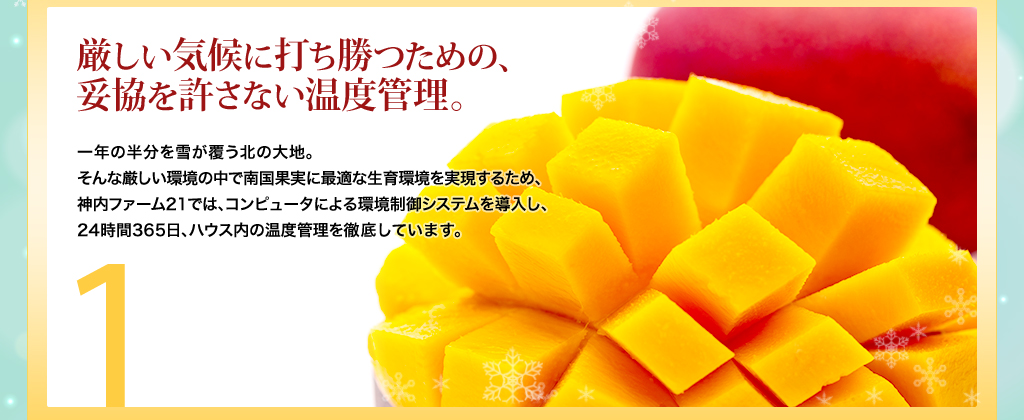 厳しい気候に打ち勝つための、
妥協を許さない温度管理。
一年の半分を雪が覆う北の大地。
そんな厳しい環境の中で南国果実に最適な生育環境を実現するため、
神内ファーム21では、コンピュータによる環境制御システムを導入し、
24時間365日、ハウス内の温度管理を徹底しています。
1